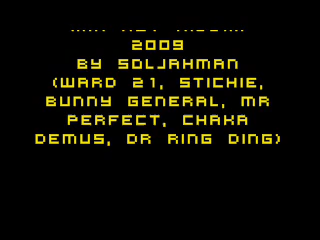 2009
BY SOLJAHMAN
(WARD 21, STICHIE,
BUNNY GENERAL, MR
PERFECT, CHAKA
DEMUS, DR RING DING)